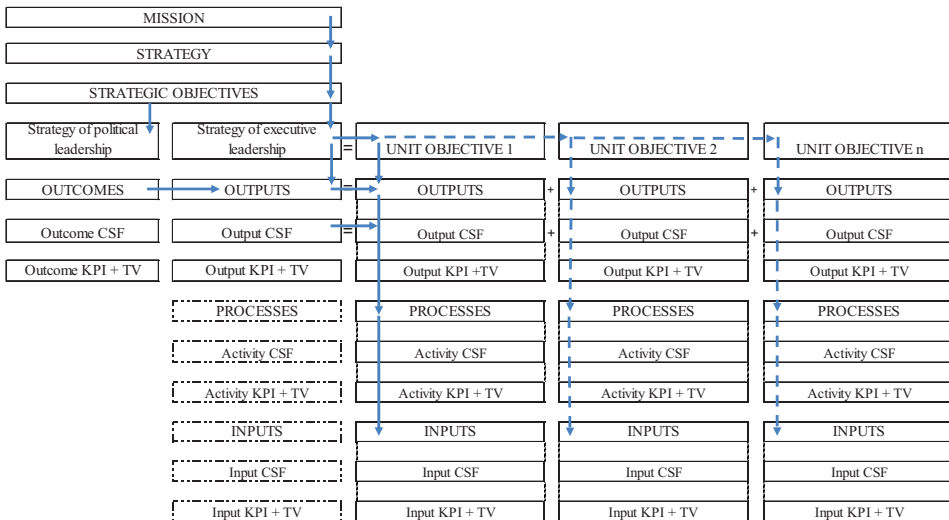 MISSION
STRATEGY
STRATEGIC OBJECTIVES
Strategy of political
leadership
Strategy of executive
leadership
=
UNIT OBJECTIVE 1
UNIT OBJECTIVE 2
UNIT OBJECTIVE n
OUTCOMES
OUTPUTS
=
OUTPUTS
+
OUTPUTS
+
OUTPUTS
Outcome CSF
Output CSF
=
Output CSF
+
Output CSF
+
Output CSF
Outcome KPI + TV
Output KPI + TV
Output KPI +TV
Output KPI + TV
Output KPI + TV
PROCESSES
PROCESSES
PROCESSES
PROCESSES
Activity CSF
Activity CSF
Activity CSF
Activity CSF
Activity KPI + TV
Activity KPI + TV
Activity KPI + TV
Activity KPI + TV
INPUTS
INPUTS
INPUTS
INPUTS
Input CSF
Input CSF
Input CSF
Input CSF
Input KPI + TV
Input KPI + TV
Input KPI + TV
Input KPI + TV